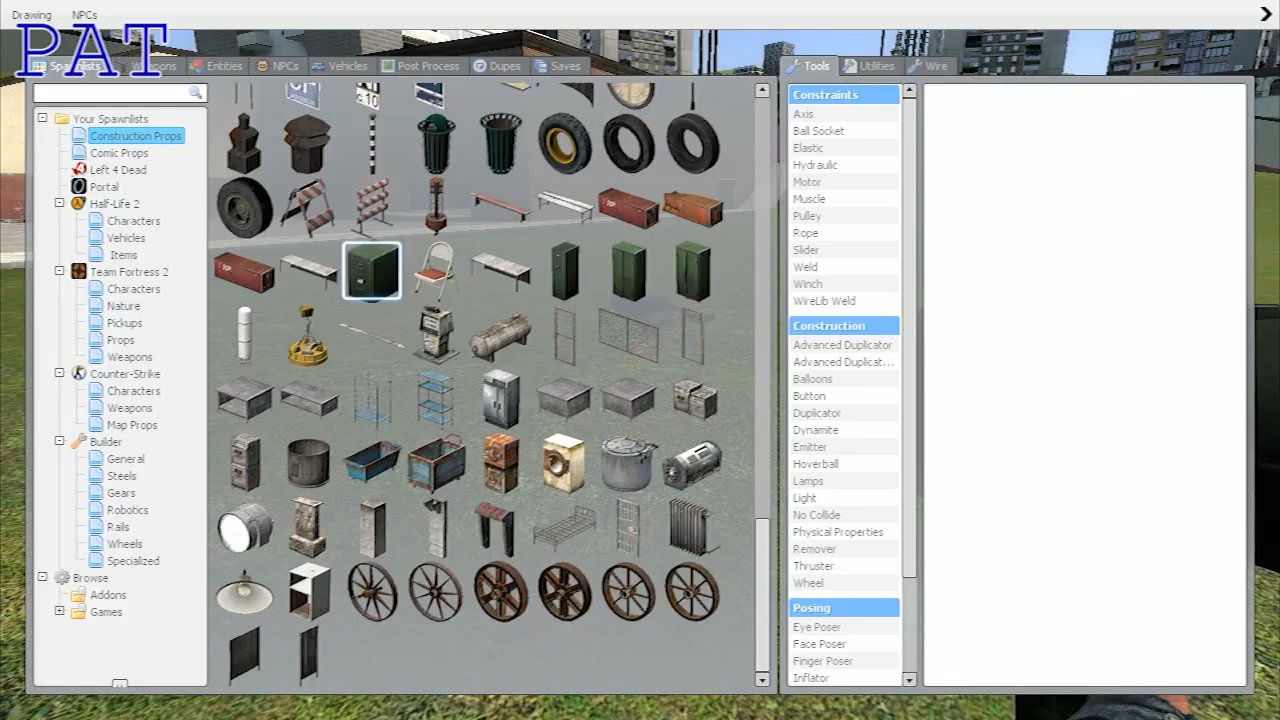 Drawing NPCs
PAT
Spawnlists Weapons Entities NPCs Vehicles Post Process Dupes Saves
Tools Utilities Wire
Your Spawnlists
Construction Props
Comic Props
Left 4 Dead
Portal
Half-Life 2
Characters
Vehicles
Items
Team Fortress 2
Characters
Nature
Pickups
Props
Weapons
Counter-Strike
Characters
Weapons
Map Props
Builder
General
Steels
Gears
Robotics
Rails
Wheels
Specialized
Browse
Addons
Games
10
Constraints
Axis
Ball Socket
Elastic
Hydraulic
Motor
Muscle
Pulley
Rope
Slider
Weld
Winch
WireLib Weld
Construction
Advanced Duplicator
Advanced Duplicat...
Balloons
Button
Duplicator
Dynamite
Emitter
Hoverball
Lamps
Light
No Collide
Physical Properties
Remover
Thruster
Wheel
Posing
Eye Poser
Face Poser
Finger Poser
Inflator